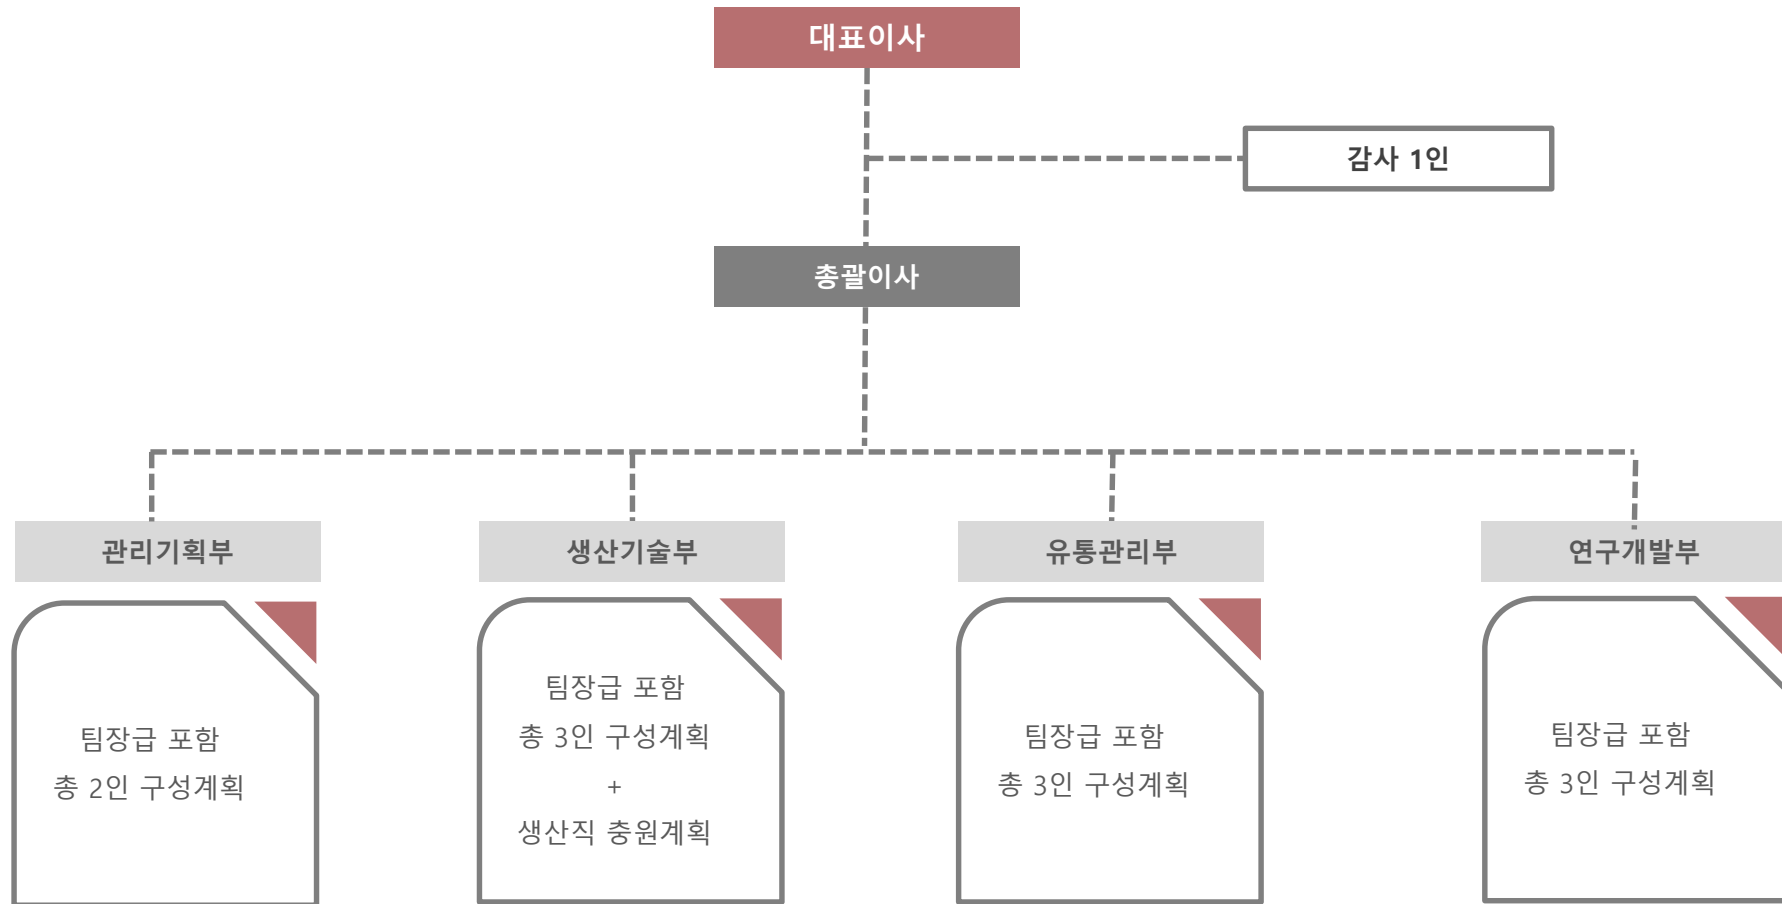 대표이사
감사 1인
총괄이사
관리기획부
생산기술부
유통관리부
연구개발부
팀장급 포함
총 2인 구성계획
팀장급 포함
총 3인 구성계획
+
생산직 충원계획
팀장급 포함
총 3인 구성계획
팀장급 포함
총 3인 구성계획